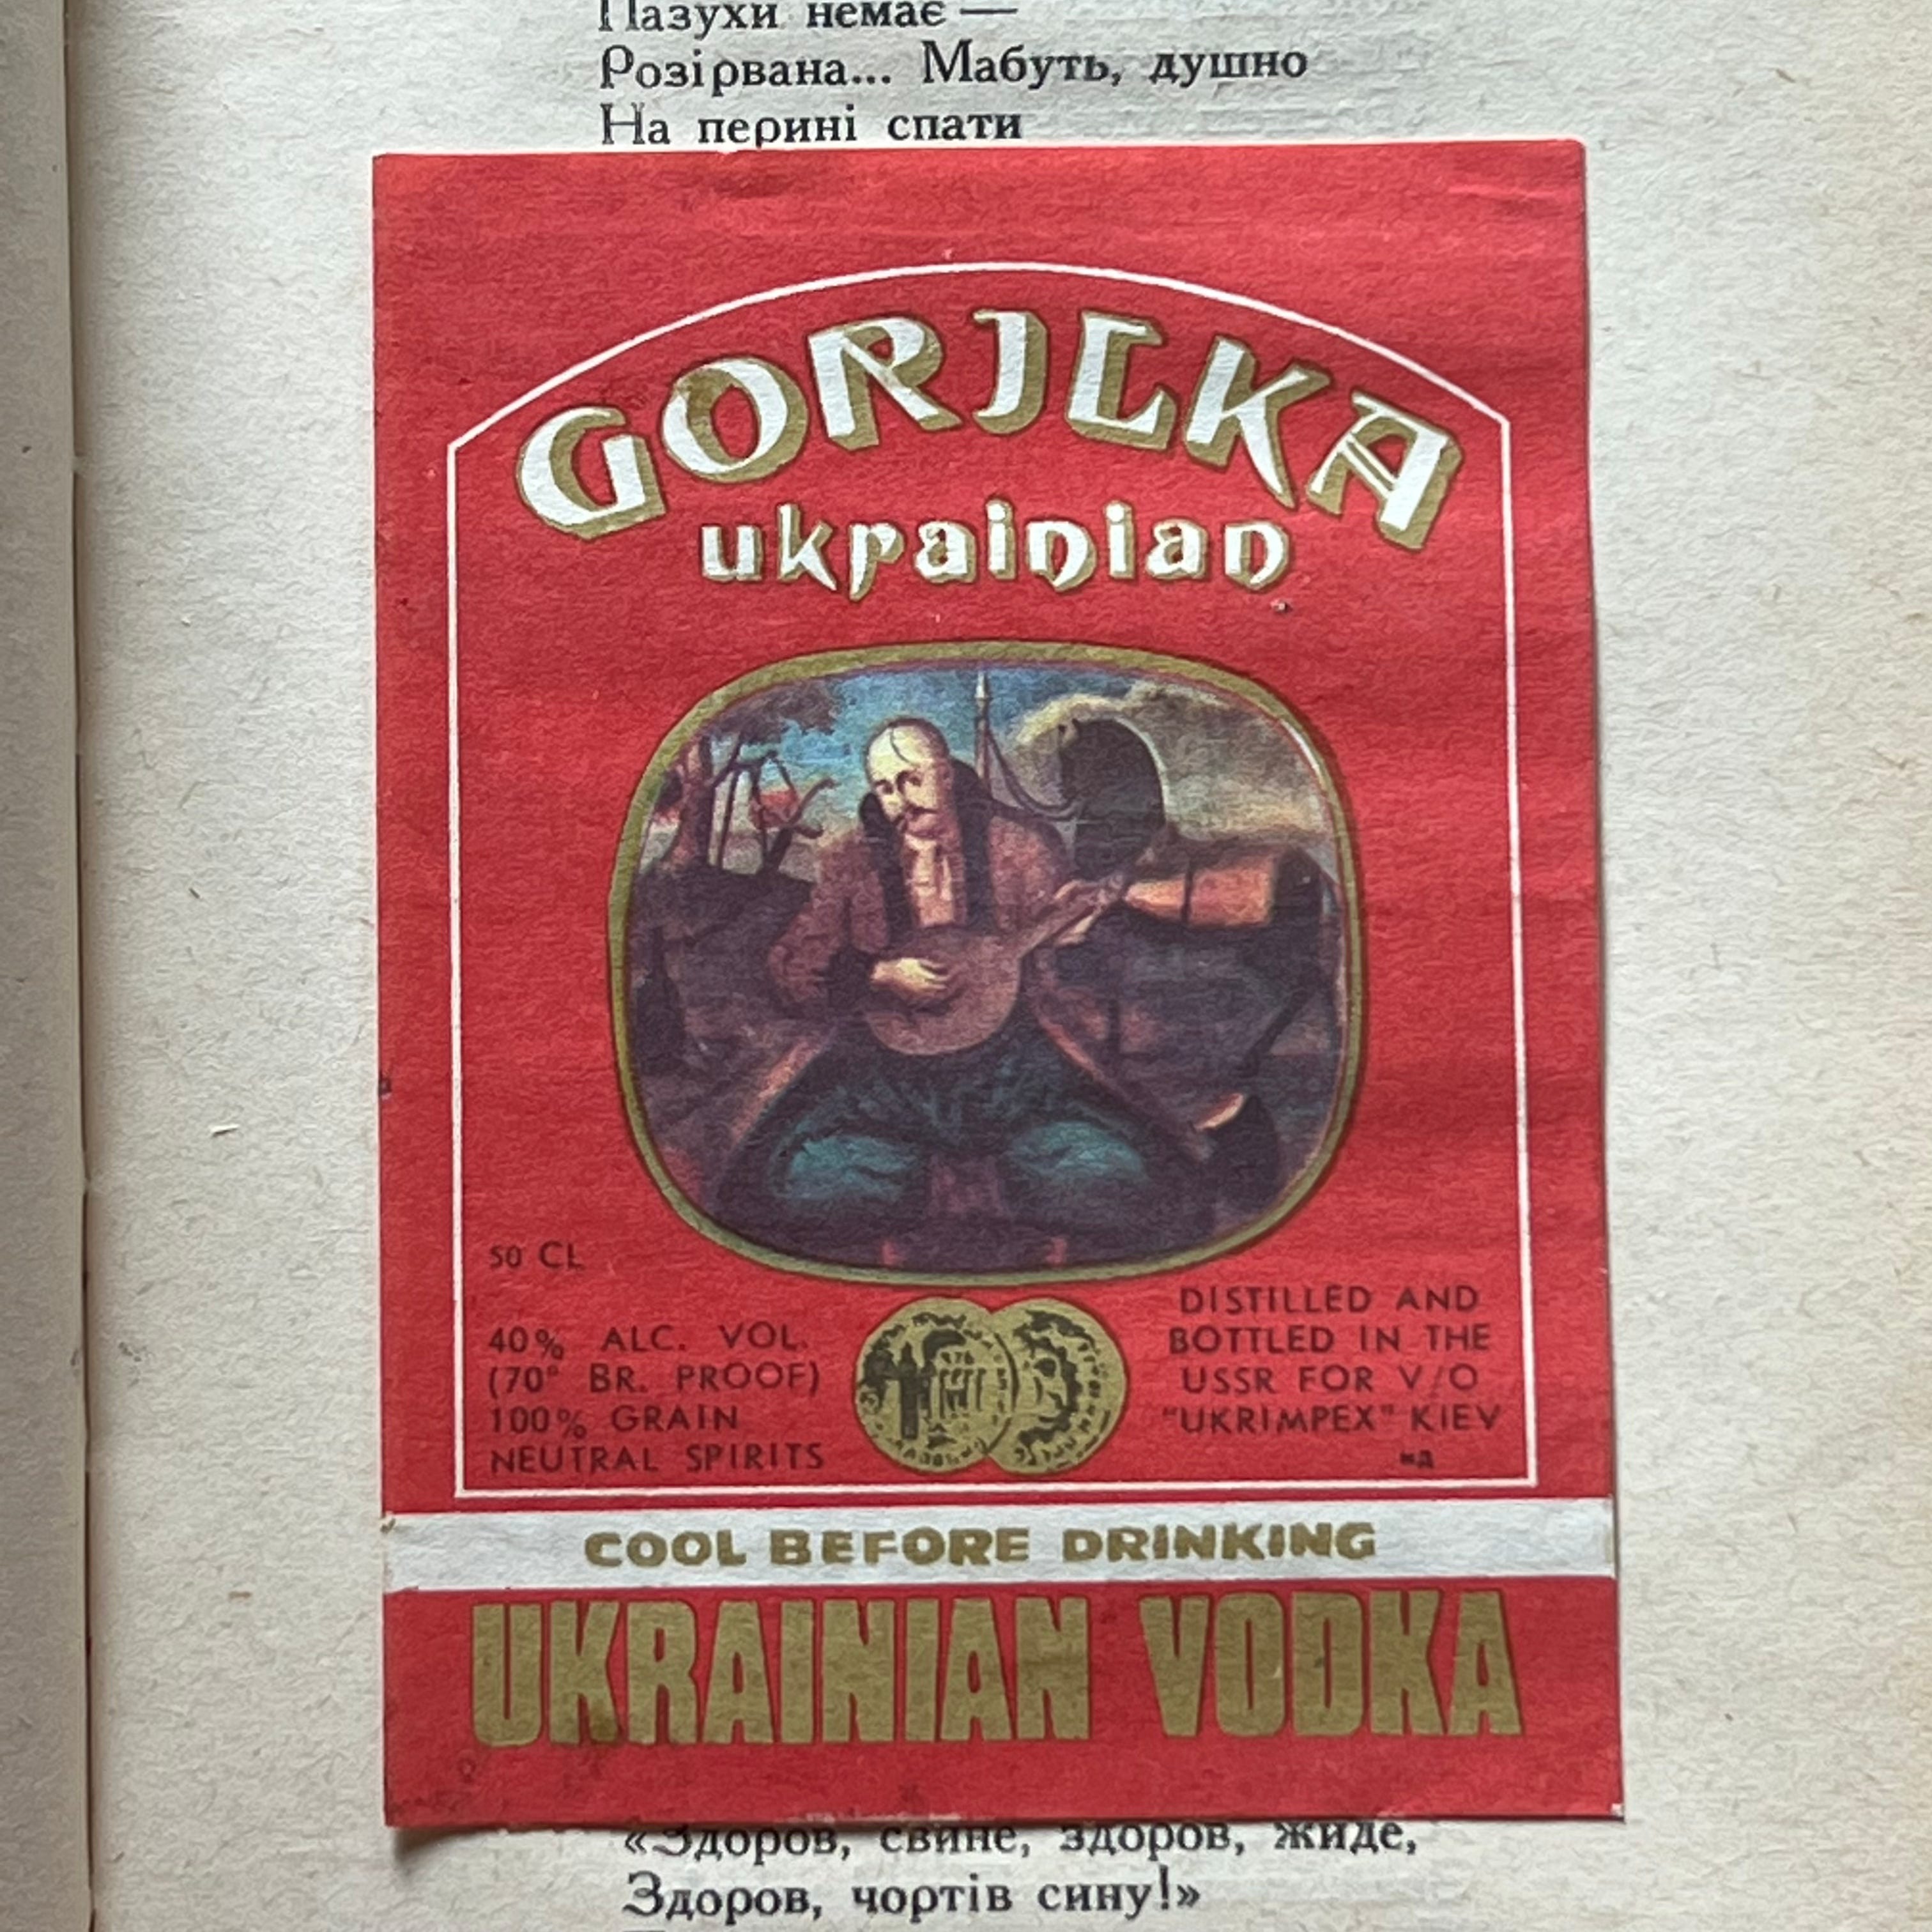 Пазухи немає —
Розірвана... Мабуть, душно
На перині спати
GORILKA
ukrainian
50 CL
40% ALC. VOL.
(70° BR. PROOF)
100% GRAIN
NEUTRAL SPIRITS
DISTILLED AND
BOTTLED IN THE
USSR FOR V/O
"UKRIMPEX" KIEV
COOL BEFORE DRINKING
UKRAINIAN VODKA
«Здоров, свине, здоров, жиде,
Здоров, чортів сину!»